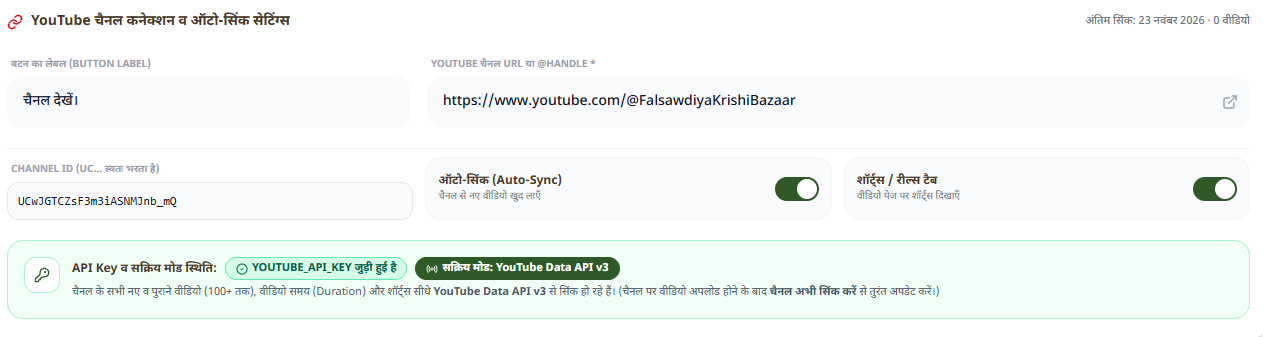 YouTube चैनल कनेक्शन व ऑटो-सिंक सेटिंग्स
अंतिम सिंक: 23 नवंबर 2026 · 0 वीडियो
बटन का लेबल (BUTTON LABEL)
YOUTUBE चैनल URL या @HANDLE *
चैनल देखें।
https://www.youtube.com/@FalsawdiyaKrishiBazaar
CHANNEL ID (UC... स्वतः भरता है)
ऑटो-सिंक (Auto-Sync)
चैनल से नए वीडियो खुद लाएँ
शॉर्ट्स / रील्स टैब
वीडियो पेज पर शॉर्ट्स दिखाएँ
UCwJGTCZsF3m3iASNMJnb_mQ
API Key व सक्रिय मोड स्थिति: YOUTUBE_API_KEY जुड़ी हुई है सक्रिय मोड: YouTube Data API v3
चैनल के सभी नए व पुराने वीडियो (100+ तक), वीडियो समय (Duration) और शॉर्ट्स सीधे YouTube Data API v3 से सिंक हो रहे हैं। (चैनल पर वीडियो अपलोड होने के बाद चैनल अभी सिंक करें से तुरंत अपडेट करें।)